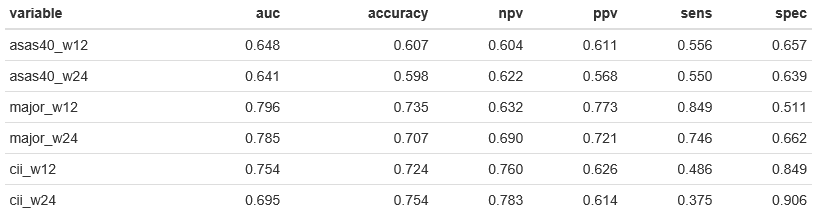 variable auc accuracy npv ppv sens spec
asas40_w12 0.648 0.607 0.604 0.611 0.556 0.657
asas40_w24 0.641 0.598 0.622 0.568 0.550 0.639
major_w12 0.796 0.735 0.632 0.773 0.849 0.511
major_w24 0.785 0.707 0.690 0.721 0.746 0.662
cii_w12 0.754 0.724 0.760 0.626 0.486 0.849
cii_w24 0.695 0.754 0.783 0.614 0.375 0.906